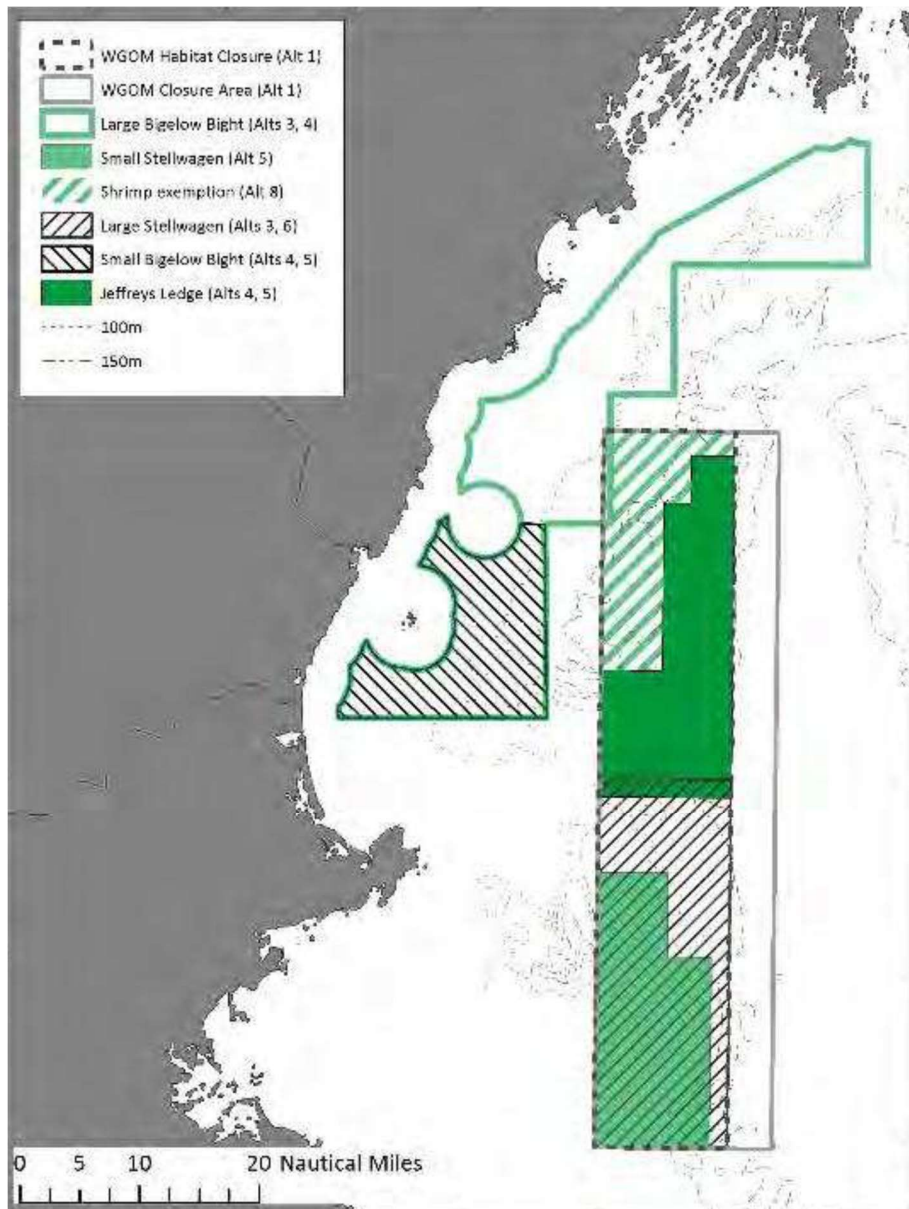 WGOM Habitat Closure (Alt 1)
WGOM Closure Area (Alt 1)
Large Bigelow Bight (Alts 3, 4)
Small Stellwagen (Alt 5)
Shrimp exemption (Alt 8)
Large Stellwagen (Alts 3, 6)
Small Bigelow Bight (Alts 4, 5)
Jeffreys Ledge (Alts 4, 5)
100m
150m
0 5 10 20 Nautical Miles